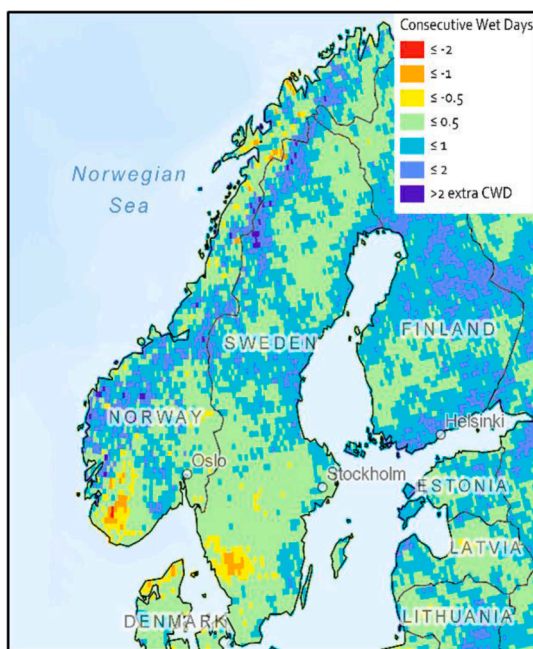 Consecutive Wet Days
≤ -2
≤ -1
≤ -0.5
≤ 0.5
≤ 1
≤ 2
>2 extra CWD
Norwegian
Sea
SWEDEN
FINLAND
NORWAY
Helsinki
Oslo
Stockholm
ESTONIA
LATVIA
DENMARK
LITHUANIA